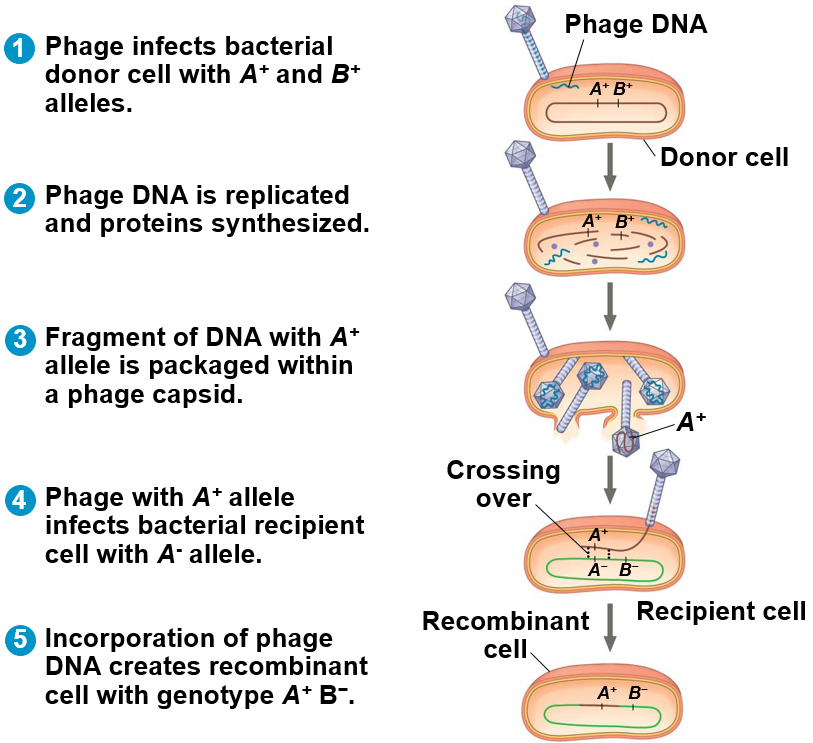 1 Phage infects bacterial
donor cell with A⁺ and B⁺
alleles.
Phage DNA
A⁺ B⁺
Donor cell
2 Phage DNA is replicated
and proteins synthesized.
A⁺ B⁺
3 Fragment of DNA with A⁺
allele is packaged within
a phage capsid.
A⁺
4 Phage with A⁺ allele
infects bacterial recipient
cell with A⁻ allele.
Crossing
over
A⁺
A⁻ B⁻
Recipient cell
5 Incorporation of phage
DNA creates recombinant
cell with genotype A⁺ B⁻.
Recombinant
cell
A⁺ B⁻